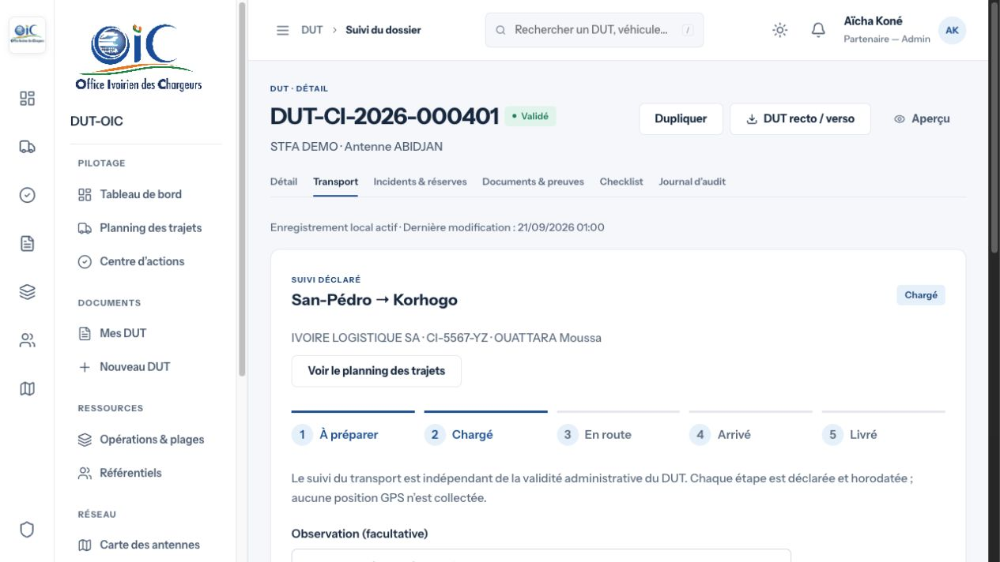 OiC
Office Ivoirien des Chargeurs
DUT-OIC
PILOTAGE
Tableau de bord
Planning des trajets
Centre d'actions
DOCUMENTS
Mes DUT
Nouveau DUT
RESSOURCES
Opérations & plages
Référentiels
RÉSEAU
Carte des antennes
DUT > Suivi du dossier
Rechercher un DUT, véhicule... /
Aïcha Koné
Partenaire — Admin
AK
DUT · DÉTAIL
DUT-CI-2026-000401 • Validé
Dupliquer
DUT recto / verso
Aperçu
STFA DEMO · Antenne ABIDJAN
Détail Transport Incidents & réserves Documents & preuves Checklist Journal d'audit
Enregistrement local actif · Dernière modification : 21/09/2026 01:00
SUIVI DÉCLARÉ
San-Pédro → Korhogo
Chargé
IVOIRE LOGISTIQUE SA · CI-5567-YZ · OUATTARA Moussa
Voir le planning des trajets
1 À préparer 2 Chargé 3 En route 4 Arrivé 5 Livré
Le suivi du transport est indépendant de la validité administrative du DUT. Chaque étape est déclarée et horodatée ;
aucune position GPS n'est collectée.
Observation (facultative)